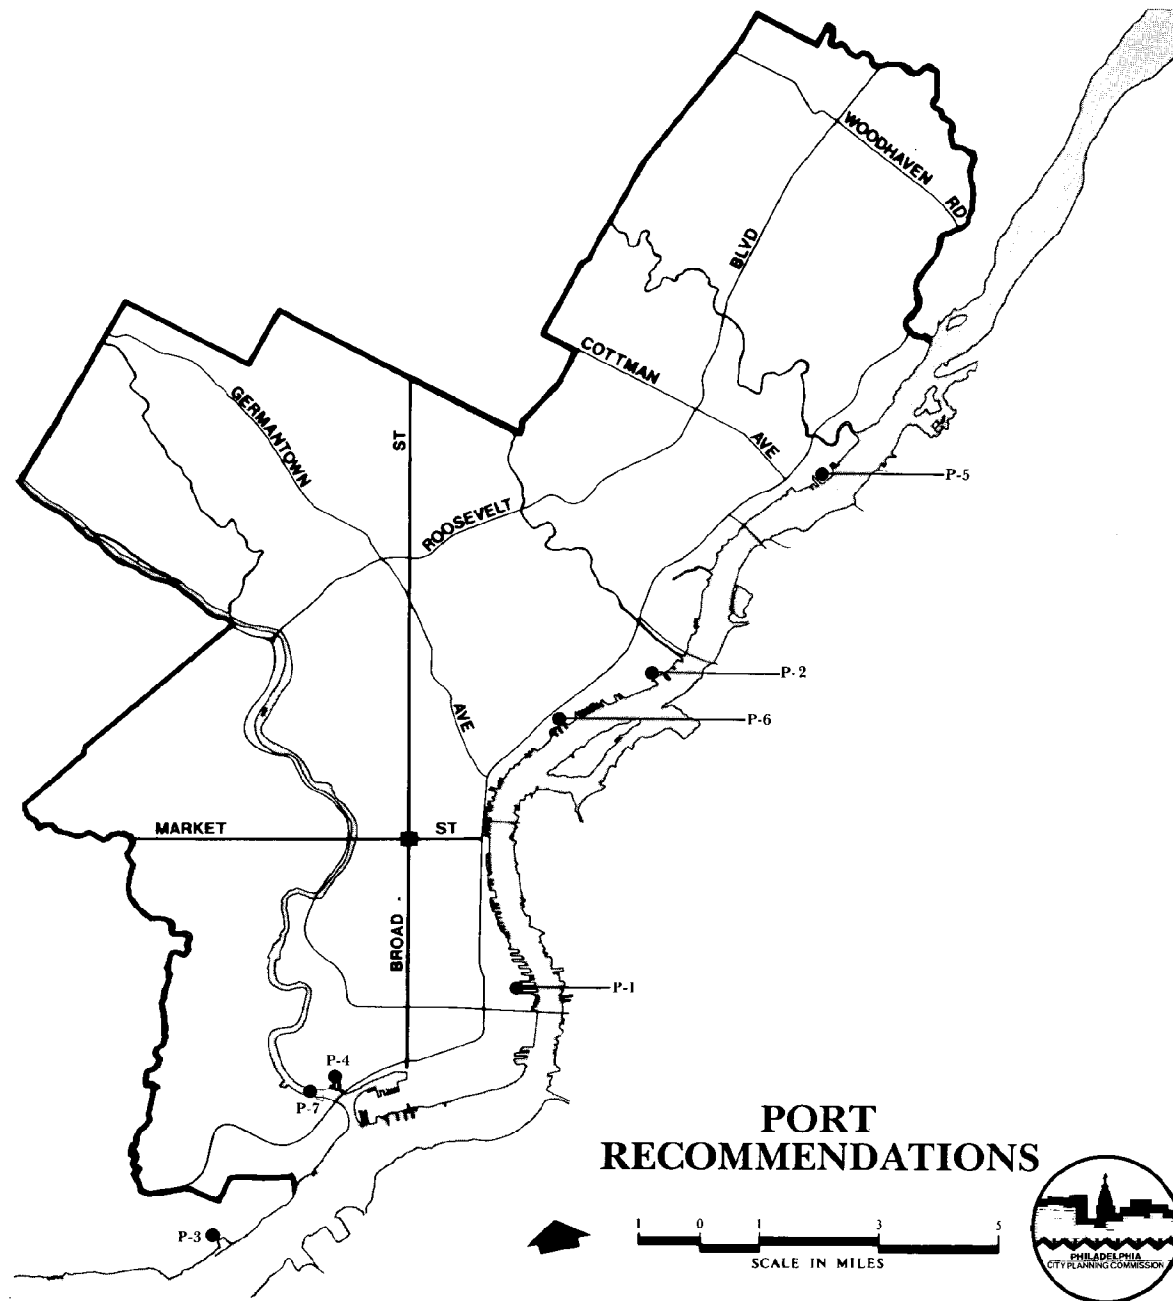 WOODHAVEN RD
BLVD
COTTMAN AVE
GERMANTOWN
ST
ROOSEVELT
P-5
P-2
AVE
P-6
MARKET ST
BROAD
P-1
P-4
P-7
P-3
PORT
RECOMMENDATIONS
1 0 1 3 5
SCALE IN MILES
PHILADELPHIA
CITY PLANNING COMMISSION